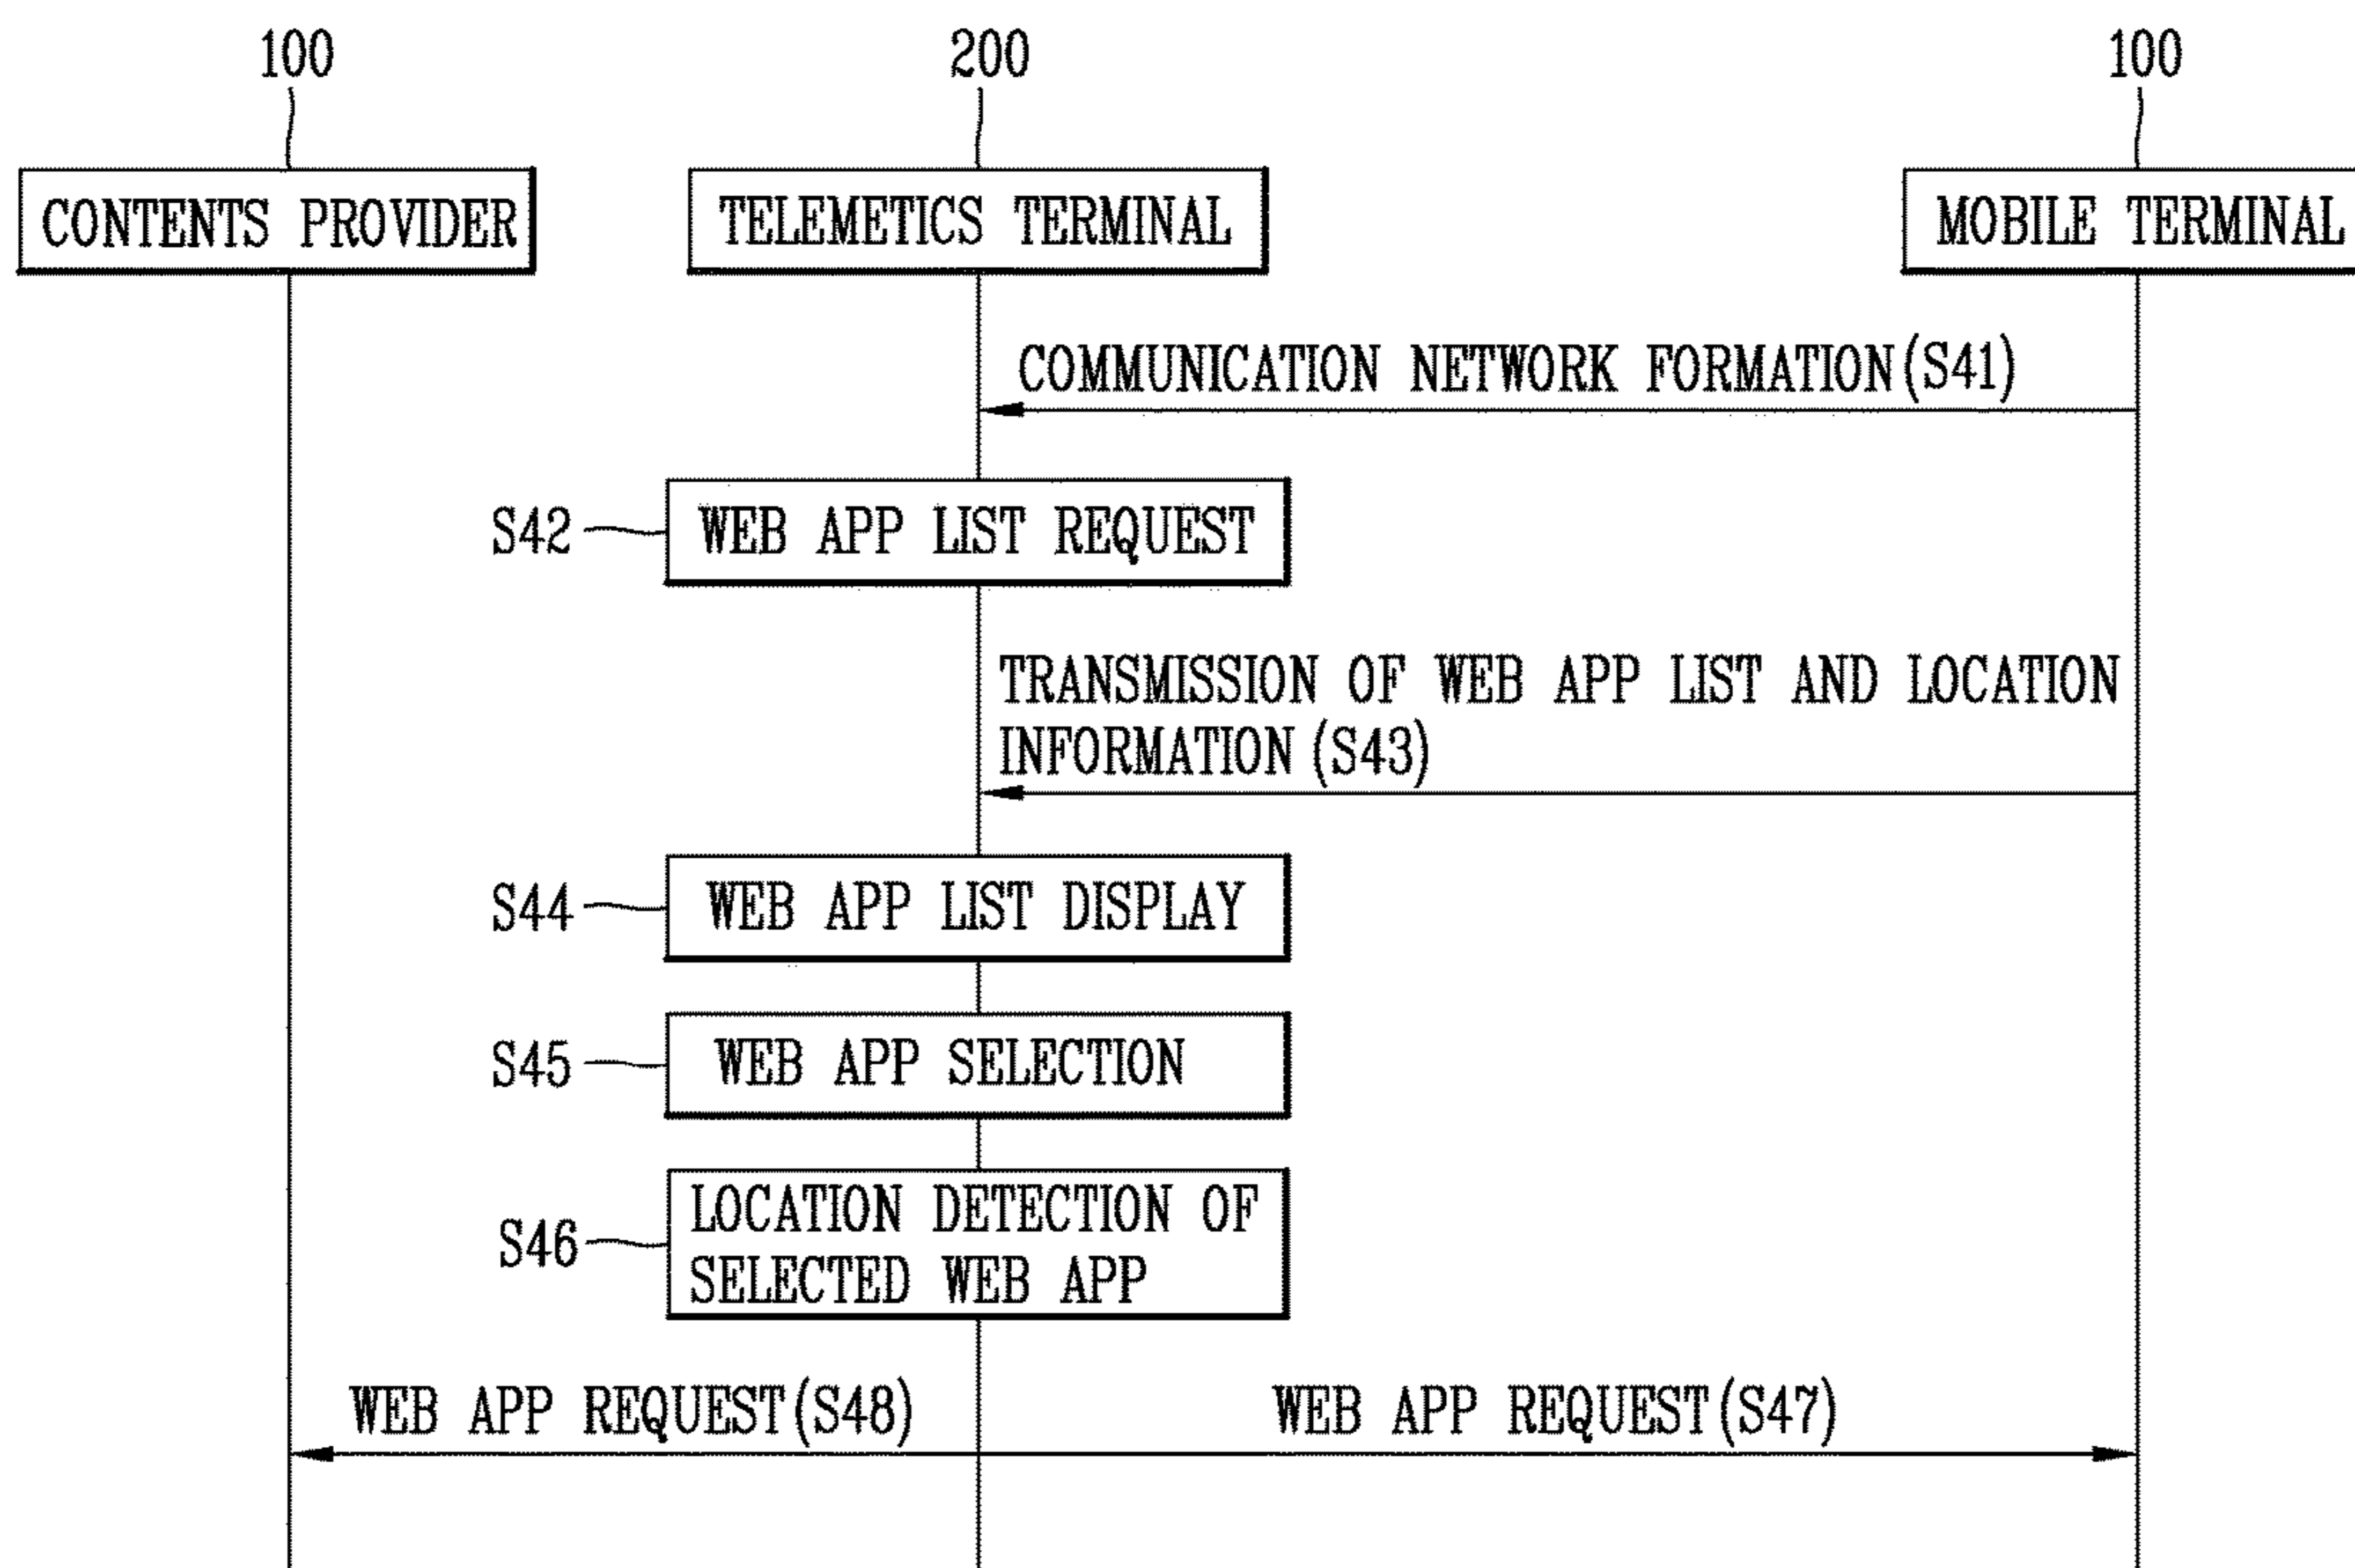 100
200
100
CONTENTS PROVIDER
TELEMETICS TERMINAL
MOBILE TERMINAL
COMMUNICATION NETWORK FORMATION(S41)
S42
WEB APP LIST REQUEST
TRANSMISSION OF WEB APP LIST AND LOCATION
INFORMATION (S43)
S44
WEB APP LIST DISPLAY
S45
WEB APP SELECTION
S46
LOCATION DETECTION OF
SELECTED WEB APP
WEB APP REQUEST(S48)
WEB APP REQUEST(S47)